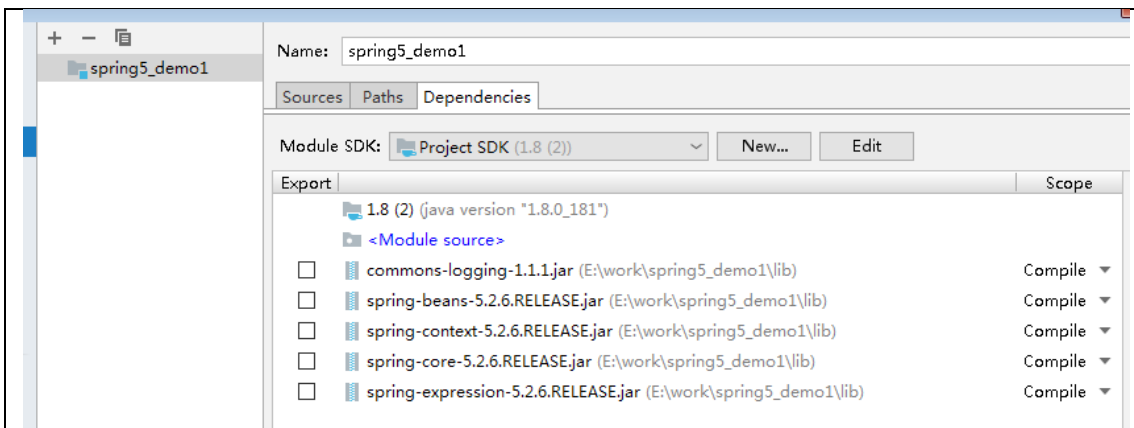 Name: spring5_demo1
spring5_demo1
Sources Paths Dependencies
Module SDK: Project SDK (1.8 (2)) New... Edit
Export Scope
1.8 (2) (java version "1.8.0_181")
<Module source>
commons-logging-1.1.1.jar (E:\work\spring5_demo1\lib) Compile
spring-beans-5.2.6.RELEASE.jar (E:\work\spring5_demo1\lib) Compile
spring-context-5.2.6.RELEASE.jar (E:\work\spring5_demo1\lib) Compile
spring-core-5.2.6.RELEASE.jar (E:\work\spring5_demo1\lib) Compile
spring-expression-5.2.6.RELEASE.jar (E:\work\spring5_demo1\lib) Compile